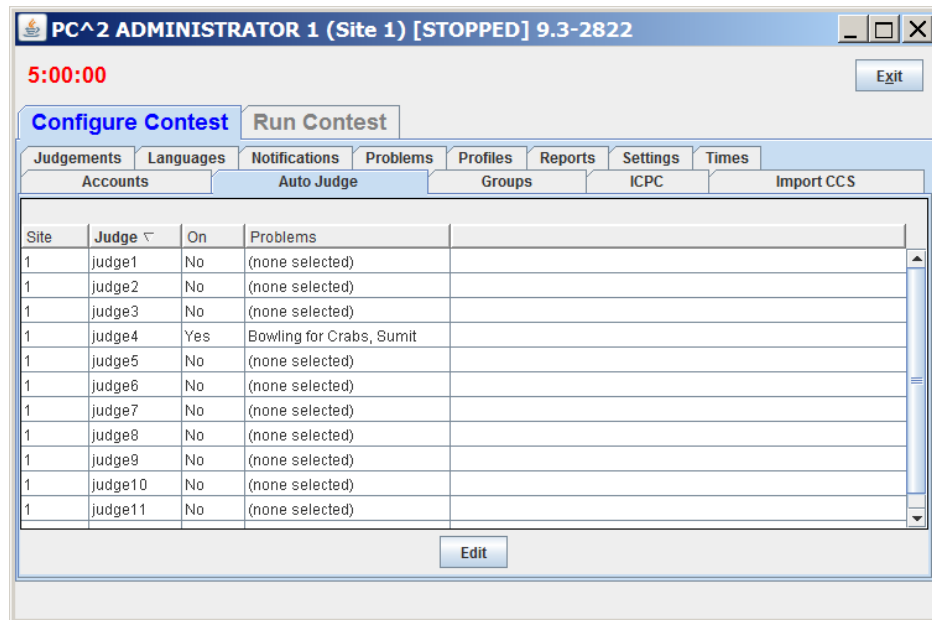 PC^2 ADMINISTRATOR 1 (Site 1) [STOPPED] 9.3-2822
5:00:00 Exit
Configure Contest Run Contest
Judgements Languages Notifications Problems Profiles Reports Settings Times
Accounts Auto Judge Groups ICPC Import CCS
Site Judge On Problems
1 judge1 No (none selected)
1 judge2 No (none selected)
1 judge3 No (none selected)
1 judge4 Yes Bowling for Crabs, Sumit
1 judge5 No (none selected)
1 judge6 No (none selected)
1 judge7 No (none selected)
1 judge8 No (none selected)
1 judge9 No (none selected)
1 judge10 No (none selected)
1 judge11 No (none selected)
Edit